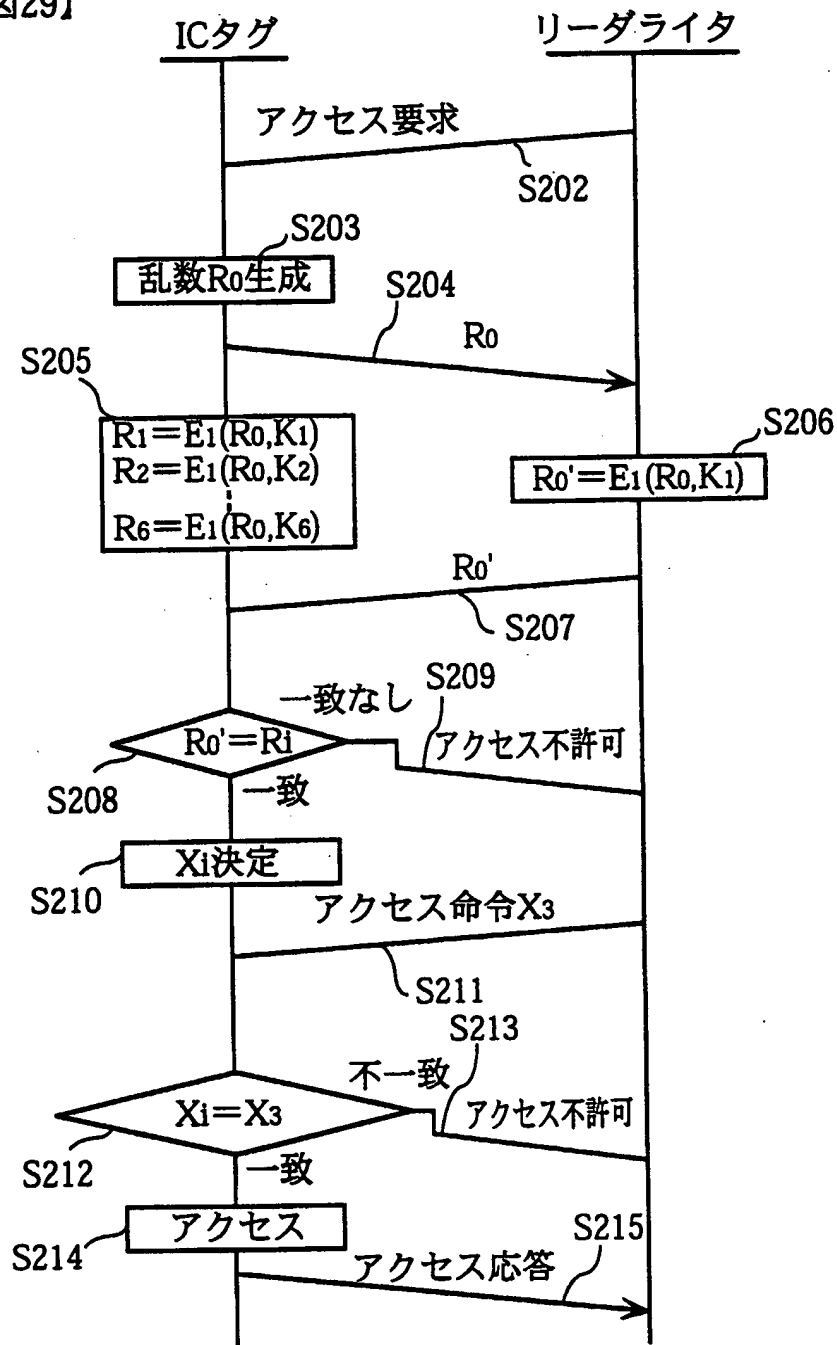 図29】
ICタグ
リーダライタ
アクセス要求
S202
S203
乱数R0生成
S204
R0
S205
R1=E1(R0,K1)
R2=E1(R0,K2)
R6=E1(R0,K6)
S206
R0'=E1(R0,K1)
R0'
S207
S209
一致なし
R0'=Ri
アクセス不許可
S208
一致
Xi決定
S210
アクセス命令X3
S211
S213
不一致
Xi=X3
アクセス不許可
S212
一致
アクセス
S214
S215
アクセス応答